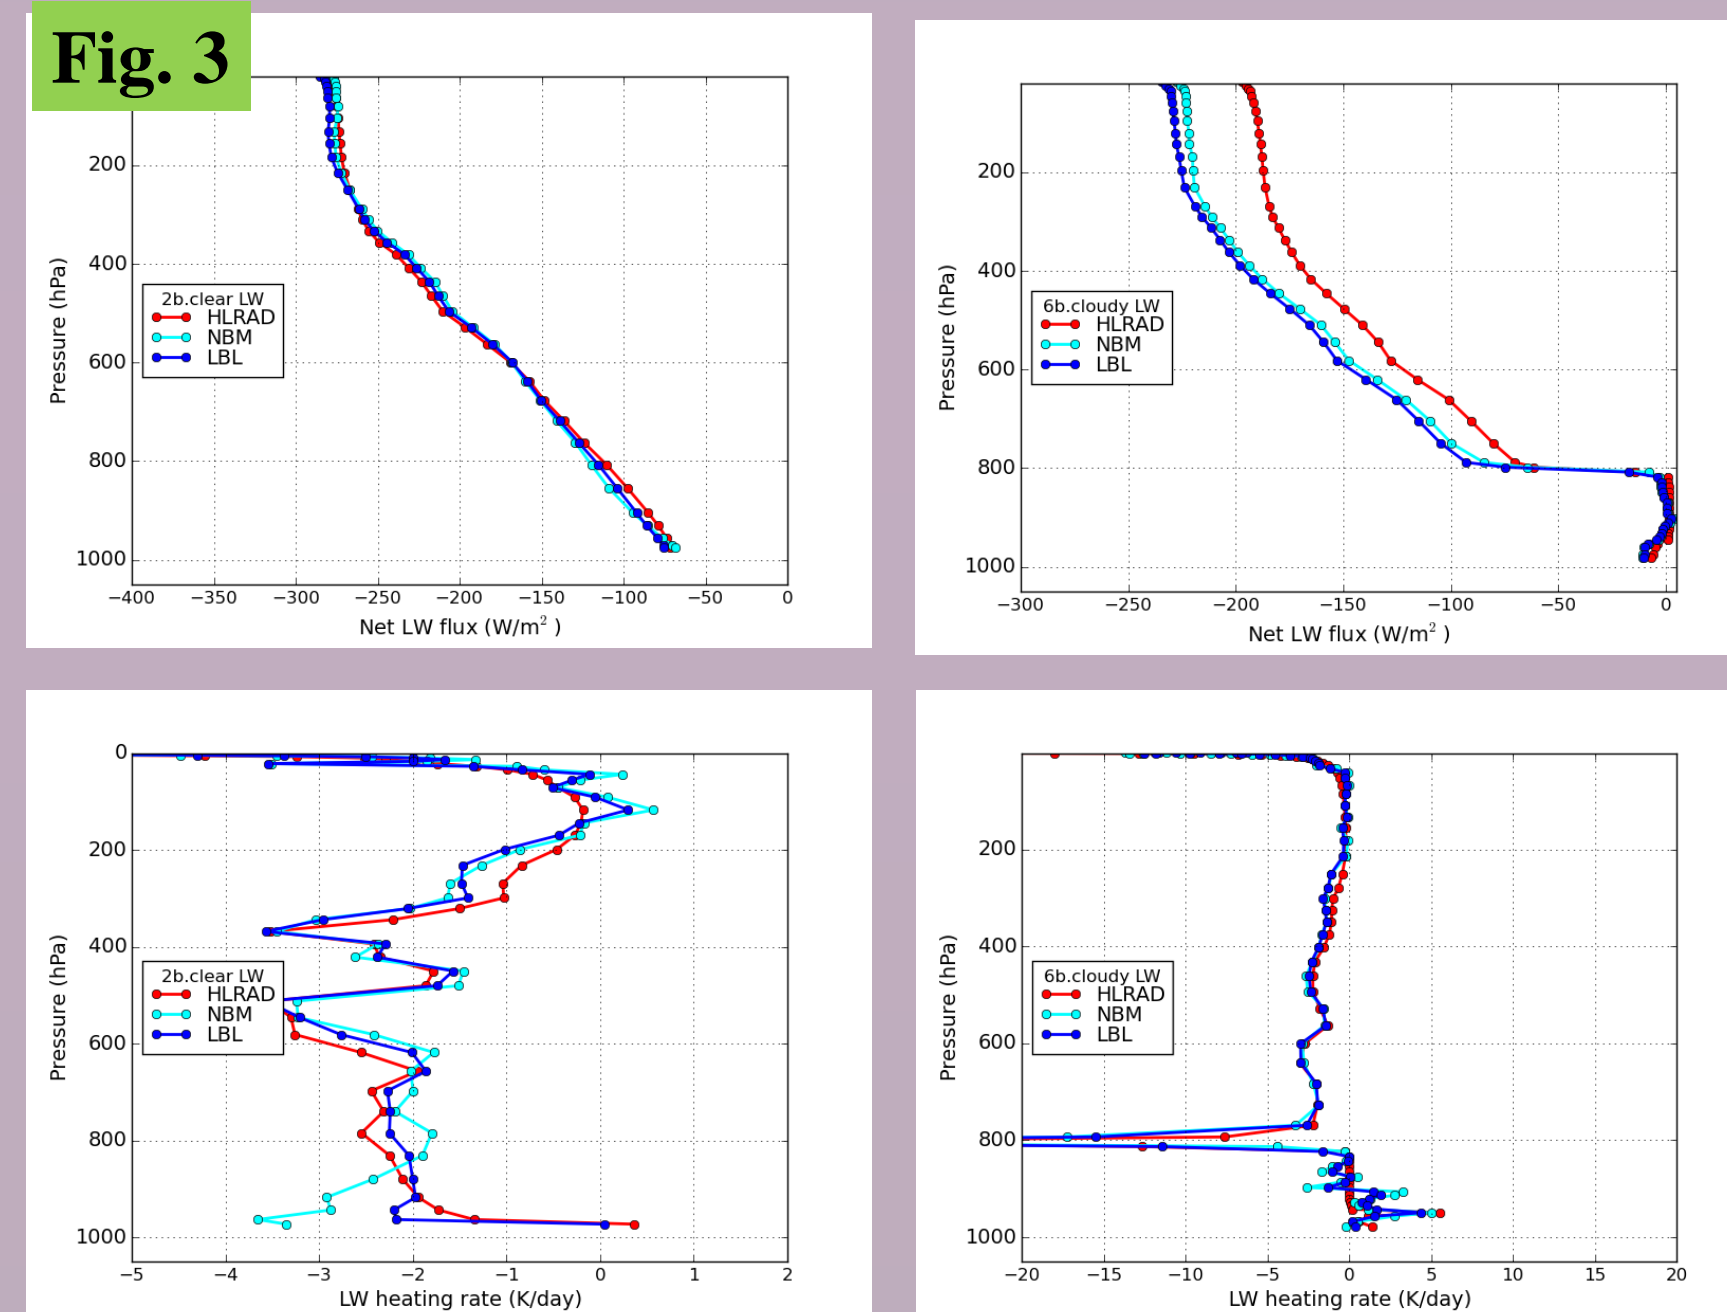 Fig. 3
200
400
600
800
1000
Pressure (hPa)
2b.clear LW
HLRAD
NBM
LBL
−400 −350 −300 −250 −200 −150 −100 −50 0
Net LW flux (W/m² )
200
400
600
800
1000
Pressure (hPa)
6b.cloudy LW
HLRAD
NBM
LBL
−300 −250 −200 −150 −100 −50 0
Net LW flux (W/m² )
0
200
400
600
800
1000
Pressure (hPa)
2b.clear LW
HLRAD
NBM
LBL
−5 −4 −3 −2 −1 0 1 2
LW heating rate (K/day)
200
400
600
800
1000
Pressure (hPa)
6b.cloudy LW
HLRAD
NBM
LBL
−20 −15 −10 −5 0 5 10 15 20
LW heating rate (K/day)